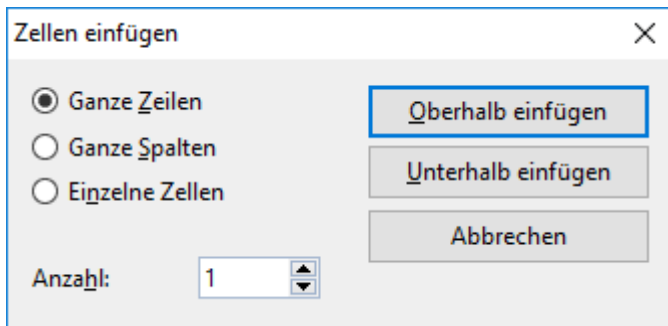 Zellen einfügen
Ganze Zeilen
Oberhalb einfügen
Ganze Spalten
Unterhalb einfügen
Einzelne Zellen
Abbrechen
Anzahl: 1